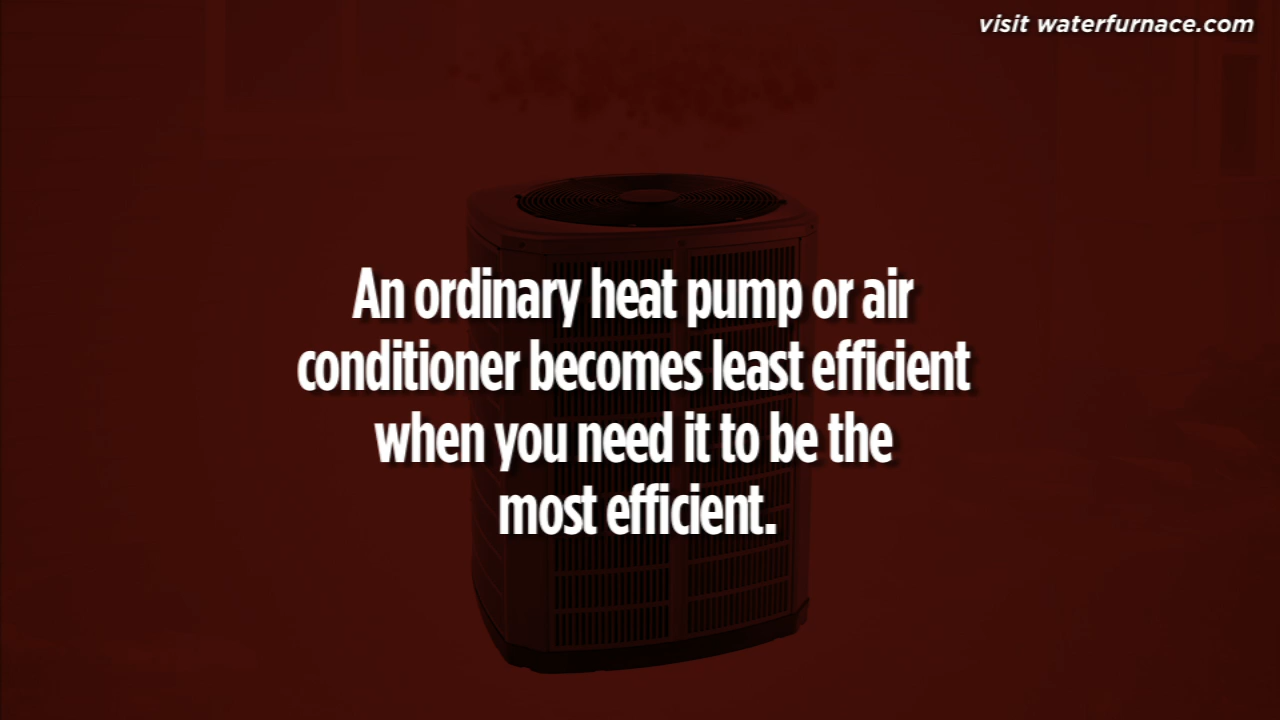 visit waterfurnace.com
An ordinary heat pump or air
conditioner becomes least efficient
when you need it to be the
most efficient.